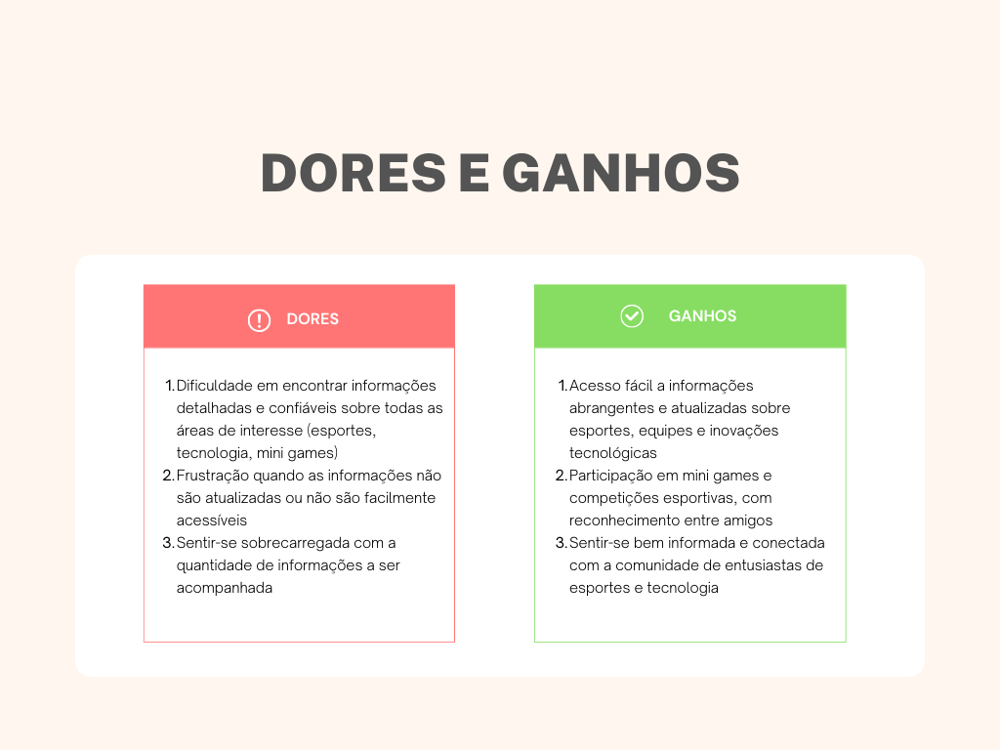 DORES E GANHOS
DORES
1. Dificuldade em encontrar informações
detalhadas e confiáveis sobre todas as
áreas de interesse (esportes,
tecnologia, mini games)
2. Frustração quando as informações não
são atualizadas ou não são facilmente
acessíveis
3. Sentir-se sobrecarregada com a
quantidade de informações a ser
acompanhada
GANHOS
1. Acesso fácil a informações
abrangentes e atualizadas sobre
esportes, equipes e inovações
tecnológicas
2. Participação em mini games e
competições esportivas, com
reconhecimento entre amigos
3. Sentir-se bem informada e conectada
com a comunidade de entusiastas de
esportes e tecnologia